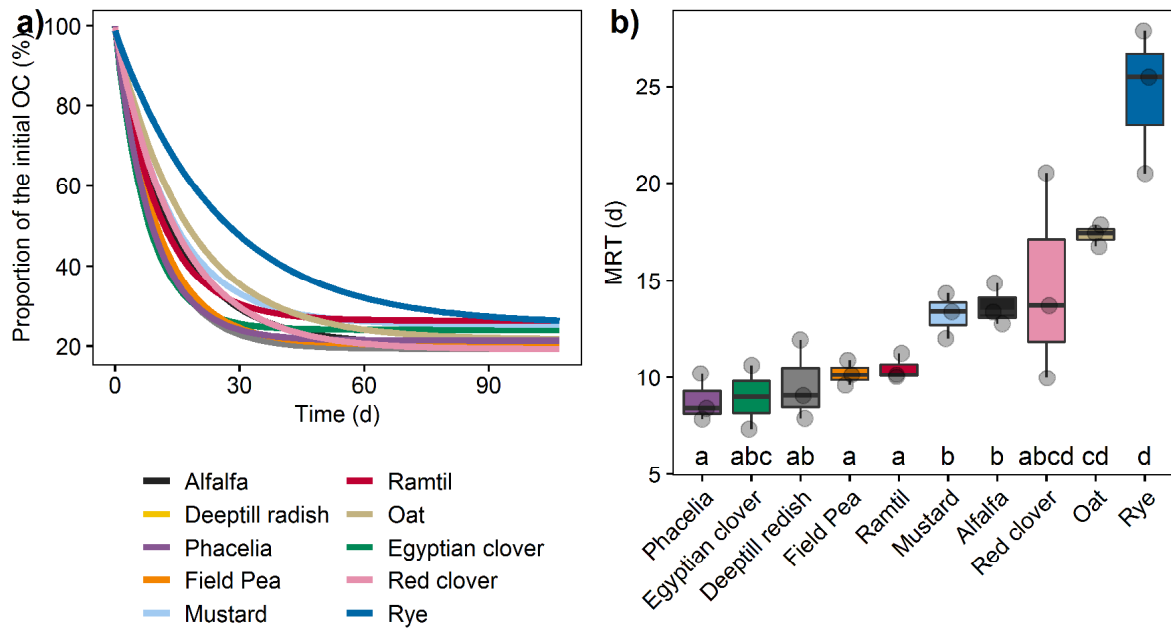 a)
Proportion of the initial OC (%)
100
80
60
40
20
0
30
60
90
Time (d)
Alfalfa
Deeptill radish
Phacelia
Field Pea
Mustard
Ramtil
Oat
Egyptian clover
Red clover
Rye
b)
MRT (d)
25
20
15
10
5
a abc ab a a b b abcd cd d
Phacelia
Egyptian clover
Deeptill redish
Field Pea
Ramtil
Mustard
Alfalfa
Red clover
Oat
Rye